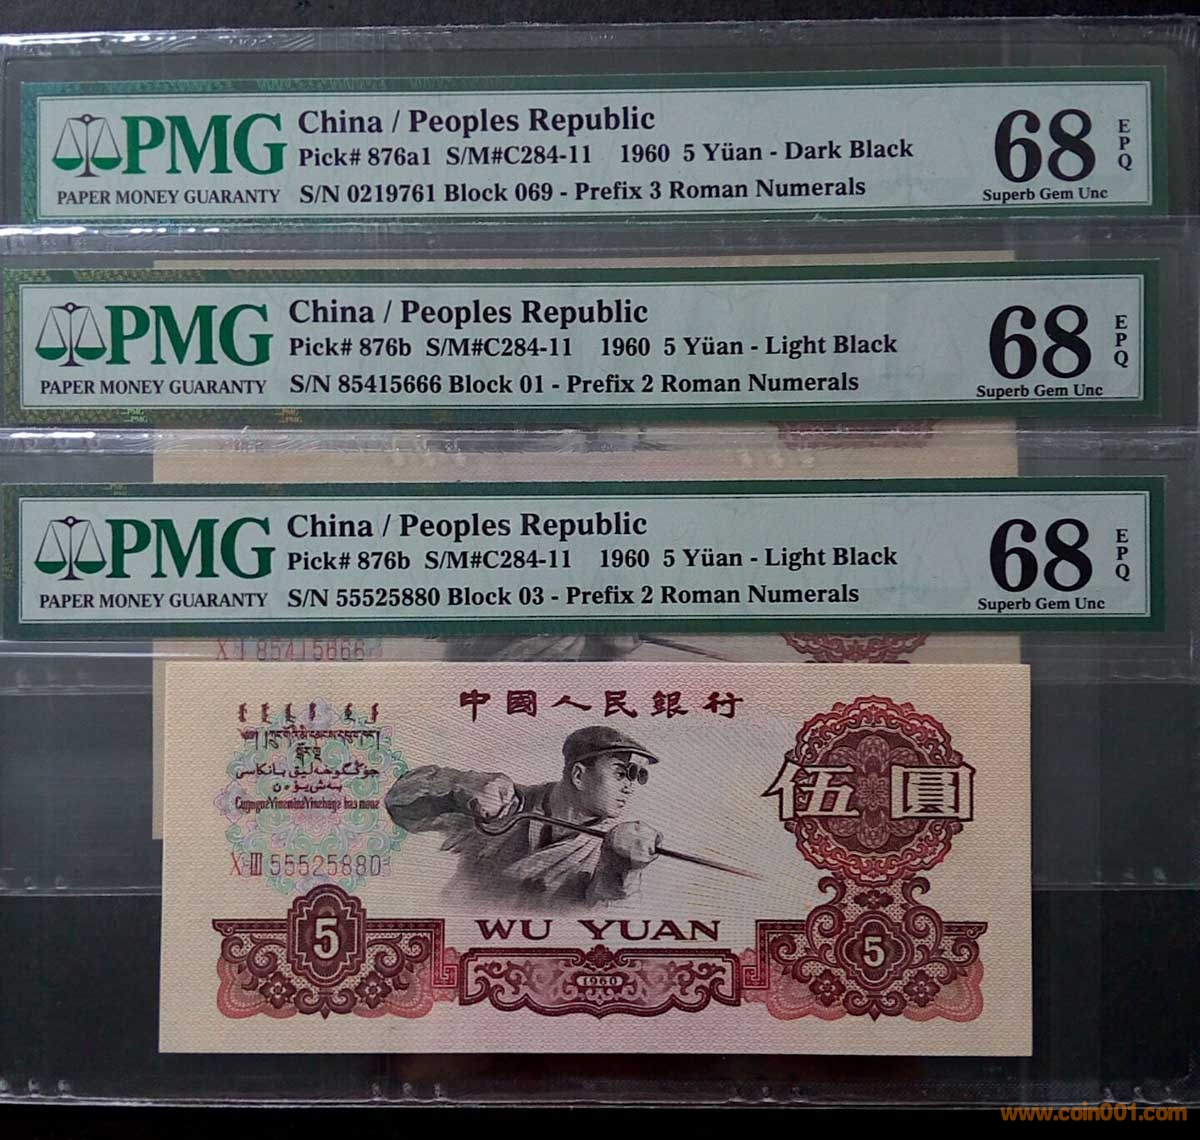 PMG
PAPER MONEY GUARANTY
China / Peoples Republic
Pick# 876a1 S/M#C284-11 1960 5 Yüan - Dark Black
S/N 0219761 Block 069 - Prefix 3 Roman Numerals
68
EPQ
Superb Gem Unc
PMG
PAPER MONEY GUARANTY
China / Peoples Republic
Pick# 876b S/M#C284-11 1960 5 Yüan - Light Black
S/N 85415666 Block 01 - Prefix 2 Roman Numerals
68
EPQ
Superb Gem Unc
PMG
PAPER MONEY GUARANTY
China / Peoples Republic
Pick# 876b S/M#C284-11 1960 5 Yüan - Light Black
S/N 55525880 Block 03 - Prefix 2 Roman Numerals
68
EPQ
Superb Gem Unc
X I 85415666
中國人民銀行
伍圓
X III 55525880
5
WU YUAN
1960
5
www.coin001.com